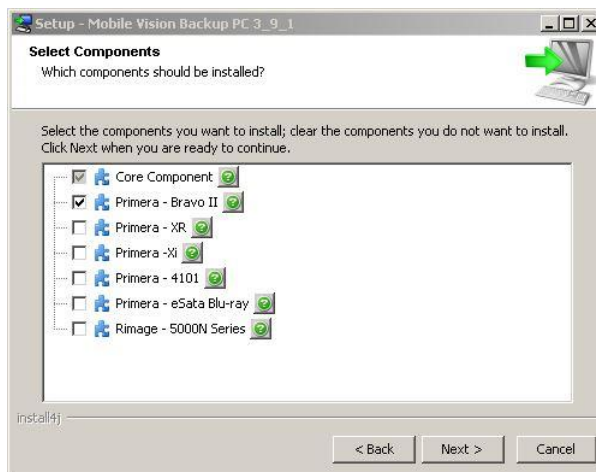 Setup - Mobile Vision Backup PC 3_9_1
Select Components
Which components should be installed?
Select the components you want to install; clear the components you do not want to install.
Click Next when you are ready to continue.
Core Component
Primera - Bravo II
Primera - XR
Primera -Xi
Primera - 4101
Primera - eSata Blu-ray
Rimage - 5000N Series
install4j
< Back Next > Cancel